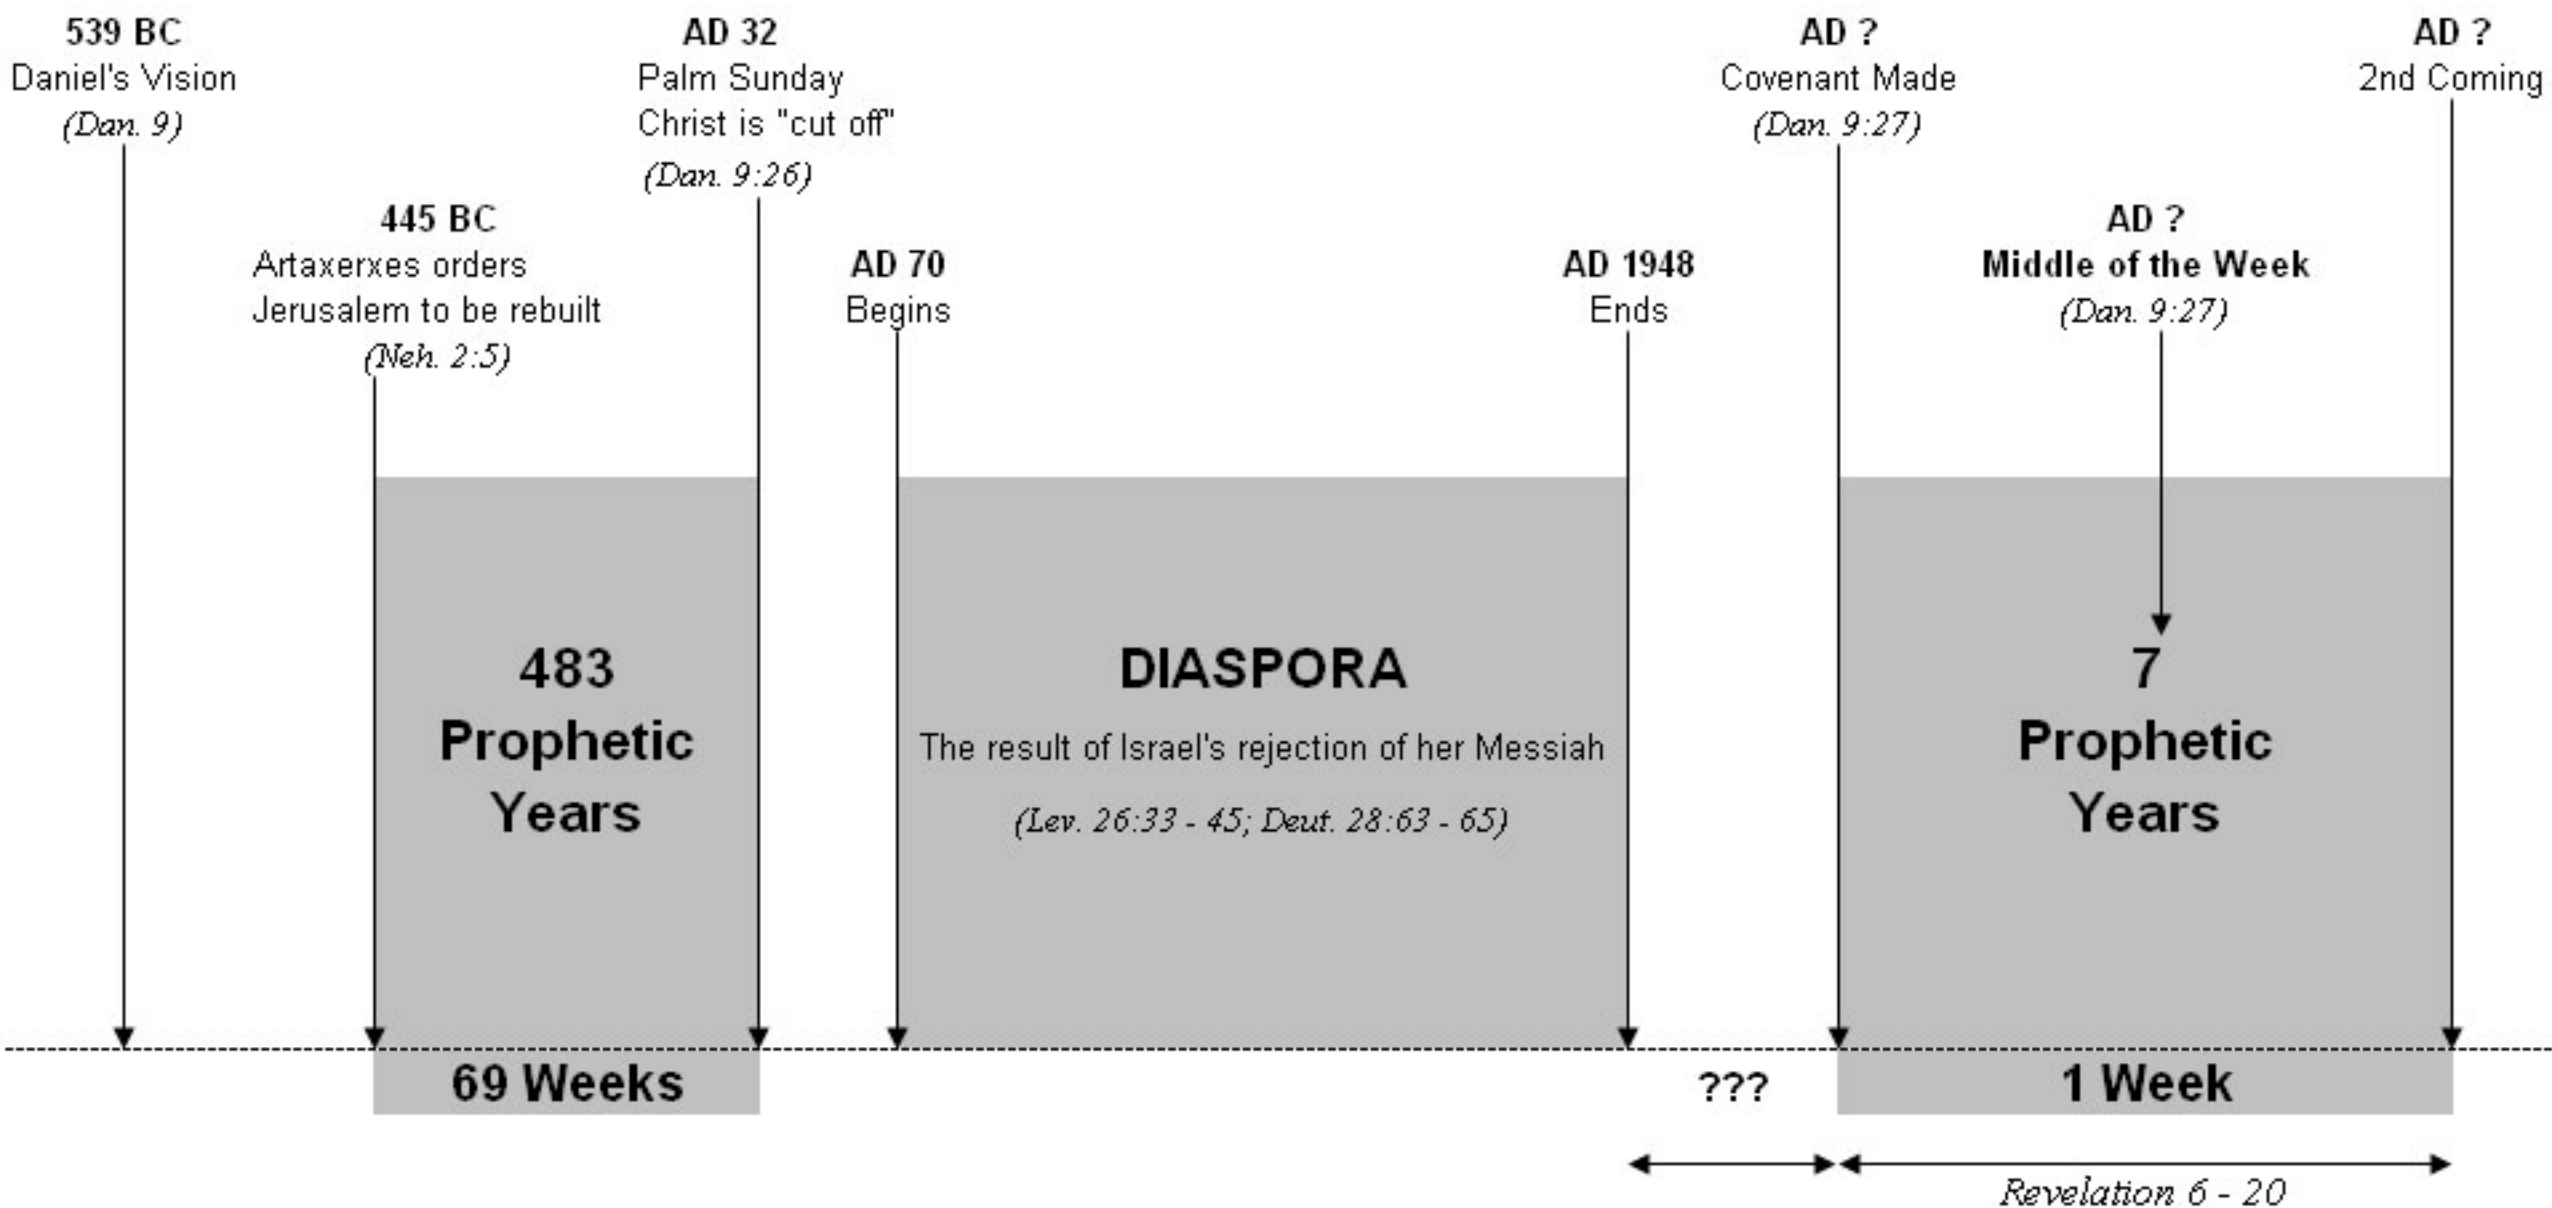 539 BC
Daniel's Vision
(Dan. 9)
445 BC
Artaxerxes orders
Jerusalem to be rebuilt
(Neh. 2:5)
AD 32
Palm Sunday
Christ is "cut off"
(Dan. 9:26)
AD 70
Begins
AD 1948
Ends
AD ?
Covenant Made
(Dan. 9:27)
AD ?
Middle of the Week
(Dan. 9:27)
AD ?
2nd Coming
483
Prophetic
Years
DIASPORA
The result of Israel's rejection of her Messiah
(Lev. 26:33 - 45; Deut. 28:63 - 65)
7
Prophetic
Years
69 Weeks
???
1 Week
Revelation 6 - 20